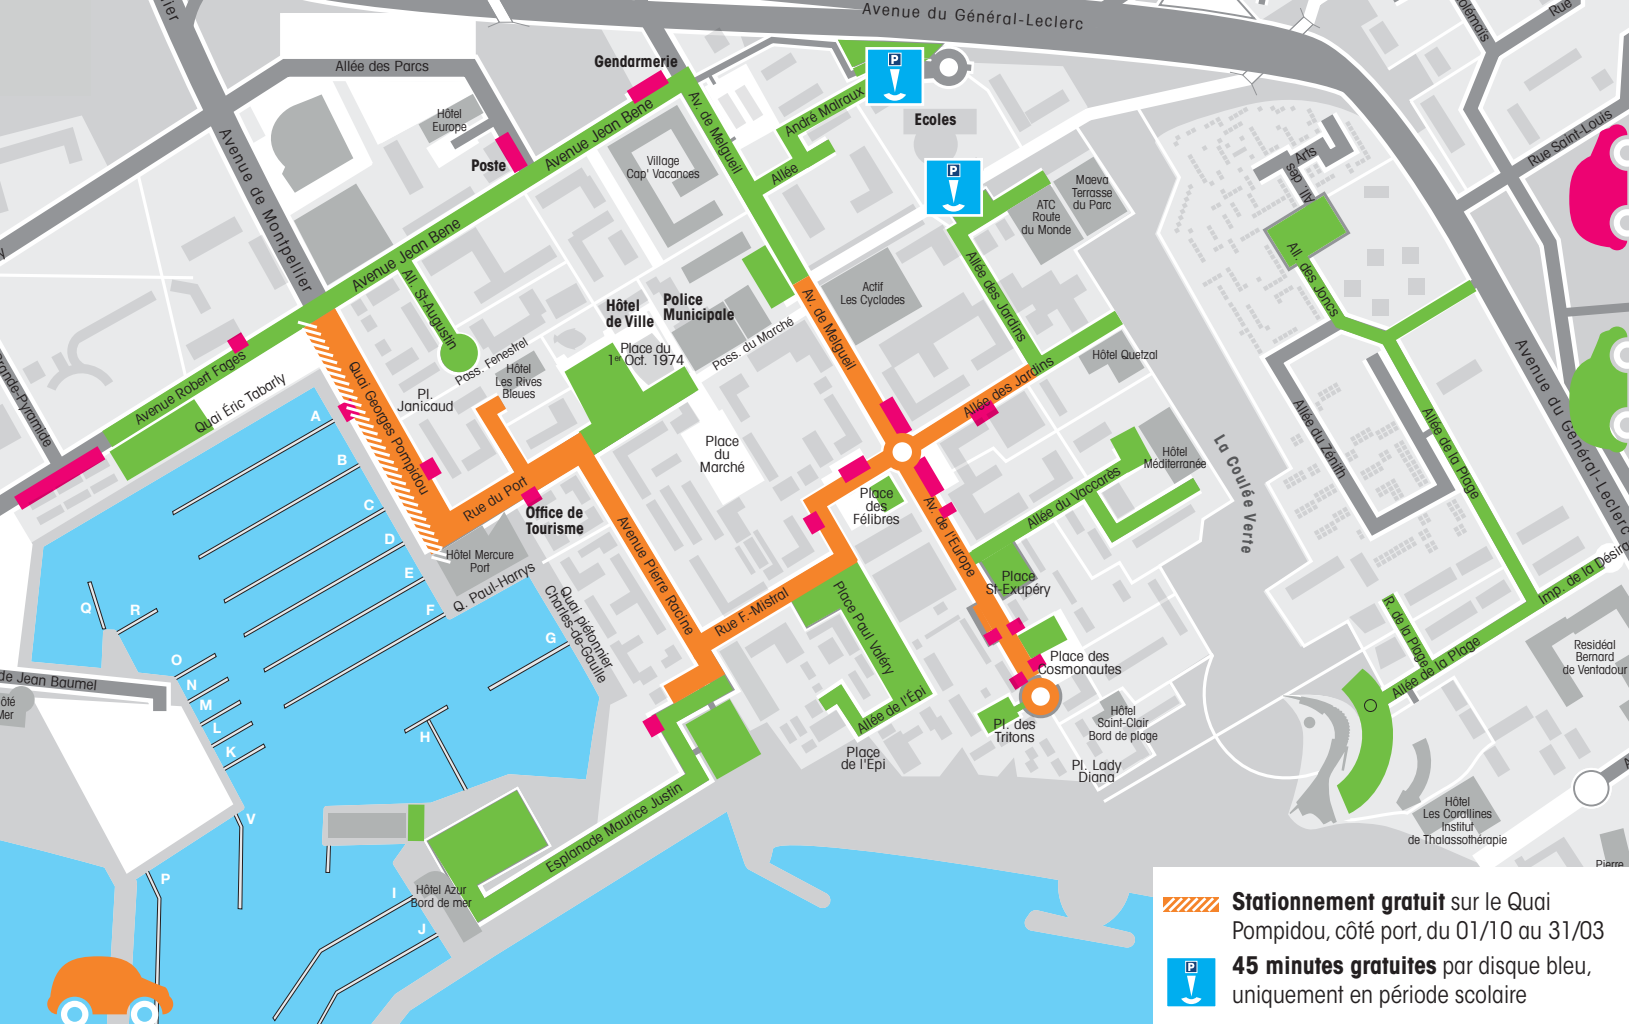 Avenue du Général-Leclerc
Allée des Parcs
Gendarmerie
Hôtel
Europe
Poste
Avenue Jean Bene
Av. de Melgueil
André Malraux
Allée
P
Ecoles
P
Village
Cap' Vacances
Avenue de Montpellier
Avenue Jean Bene
All. St-Augustin
Maeva
Terrasse
du Parc
ATC
Route
du Monde
All. des
Arts
Rue Saint-Louis
Rue
Actif
Les Cyclades
Allée des Jardins
All. des Joncs
Hôtel
de Ville
Police
Municipale
Place du
1er Oct. 1974
Pass. du Marché
Av. de Melgueil
Pass. Fenestrel
Hôtel
Les Rives
Bleues
Pl.
Janicaud
Avenue Robert Fages
Quai Éric Tabarly
Quai Georges Pompidou
Hôtel Quetzal
Allée des Jardins
Allée du Zénith
Allée de la Plage
Avenue du Général-Leclerc
La Coulée Verte
Place
du
Marché
Rue du Port
Office de
Tourisme
Hôtel
Méditerranée
Allée du Vaccarès
Place
des
Félibres
Av. de l'Europe
Hôtel Mercure
Port
Q. Paul-Harrys
Quai piétonnier
Charles-de-Gaulle
Avenue Pierre Racine
Rue F.-Mistral
Place Paul Valéry
Place
St-Exupéry
Place des
Cosmonautes
Allée de l'Épi
Place
de l'Epi
Pl. des
Tritons
Hôtel
Saint-Clair
Bord de plage
Pl. Lady
Diana
R. de la Plage
Allée de la Plage
Imp. de la
Residéal
Bernard
de Ventadour
Hôtel
Les Corallines
Institut
de Thalassothérapie
Pierre
de Jean Baumel
Esplanade Maurice Justin
Hôtel Azur
Bord de mer
A
B
C
D
E
F
G
H
Q
R
O
N
M
L
K
V
P
I
J
Stationnement gratuit sur le Quai
Pompidou, côté port, du 01/10 au 31/03
P
45 minutes gratuites par disque bleu,
uniquement en période scolaire